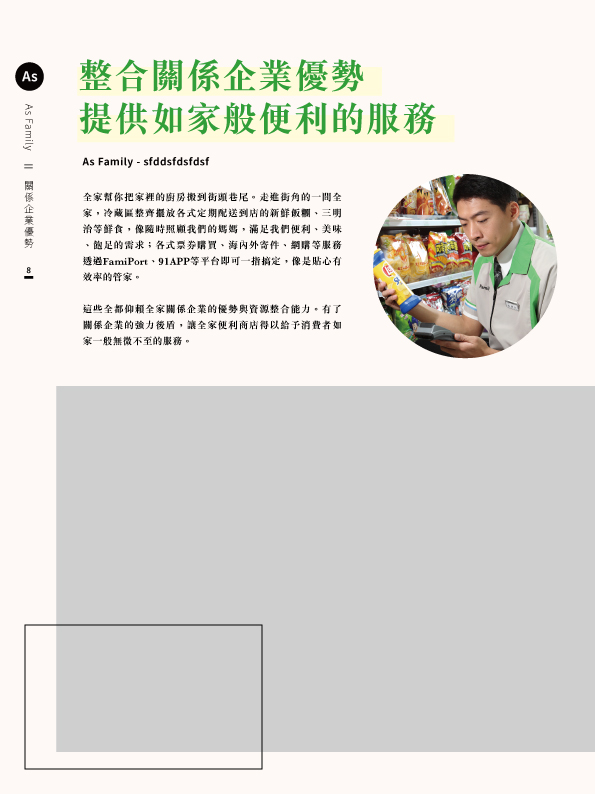 整合關係企業優勢
提供如家般便利的服務
As Family - sfddsfdsfdsf
As
As Family
關係企業優勢
8
全家幫你把家裡的廚房搬到街頭巷尾。走進街角的一間全
家，冷藏區整齊擺放各式定期配送到店的新鮮飯糰、三明
治等鮮食，像隨時照顧我們的媽媽，滿足我們便利、美味
、飽足的需求；各式票券購買、海內外寄件、網購等服務
透過FamiPort、91APP等平台即可一指搞定，像是貼心有
效率的管家。
這些全都仰賴全家關係企業的優勢與資源整合能力。有了
關係企業的強力後盾，讓全家便利商店得以給予消費者如
家一般無微不至的服務。